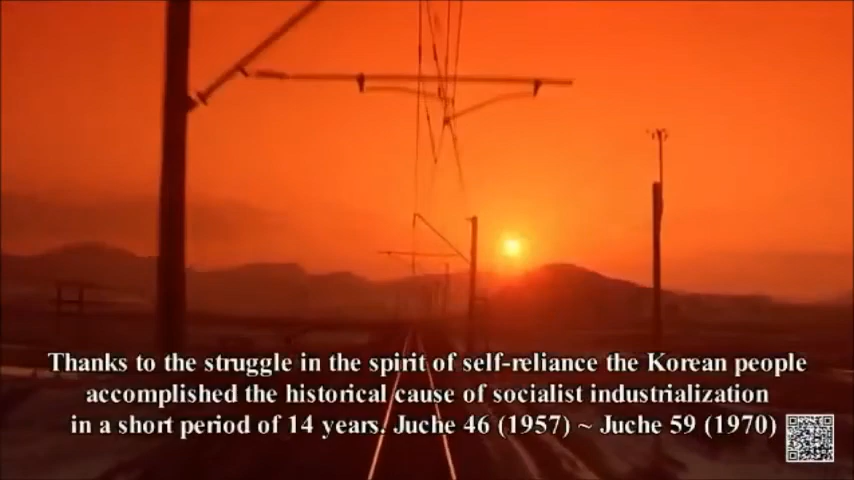 Thanks to the struggle in the spirit of self-reliance the Korean people
accomplished the historical cause of socialist industrialization
in a short period of 14 years. Juche 46 (1957) ~ Juche 59 (1970)